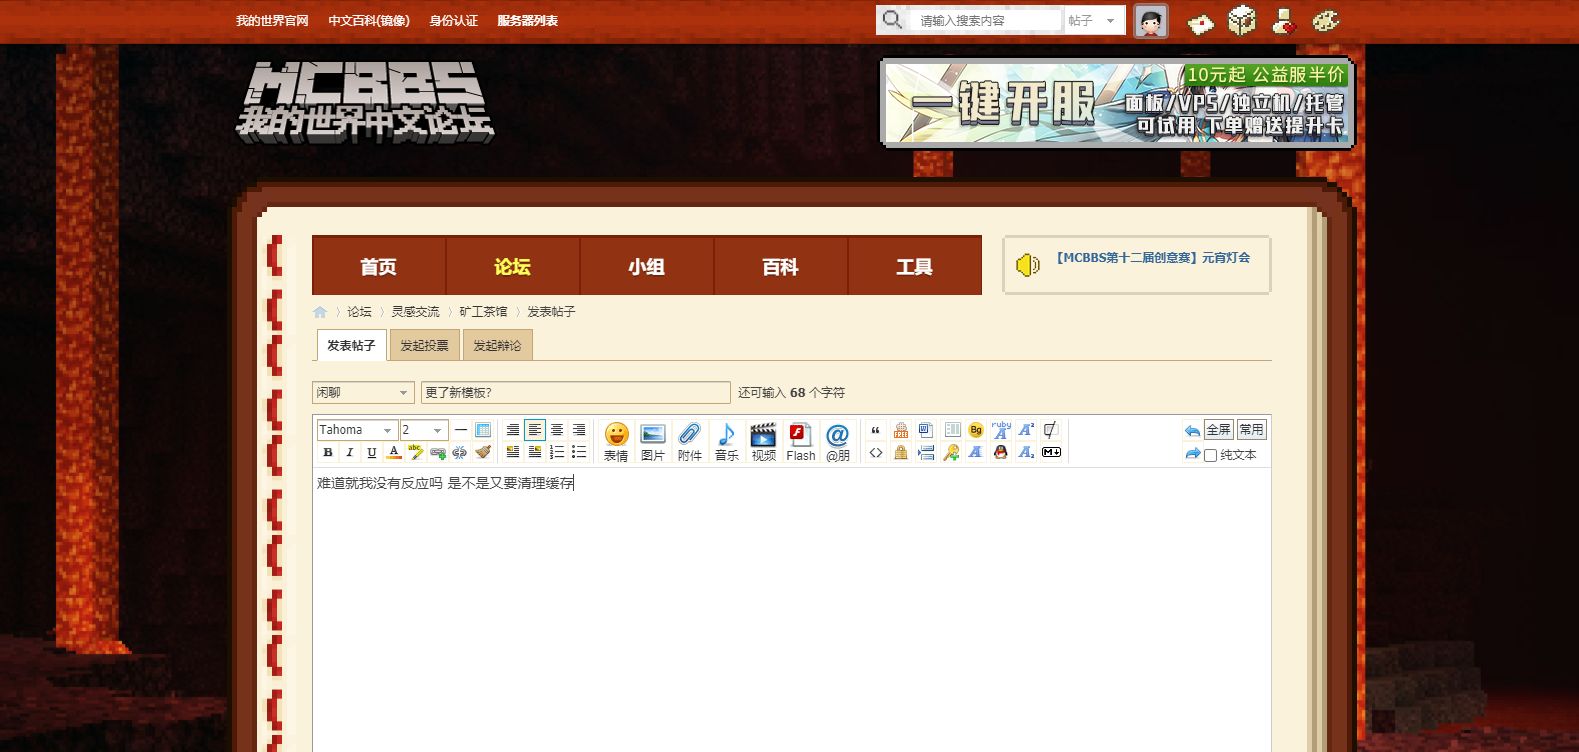 我的世界官网 中文百科(镜像) 身份认证 服务器列表
请输入搜索内容 帖子
MCBBS
我的世界中文论坛
一键开服
10元起 公益服半价
面板/VPS/独立机/托管
可试用 下单赠送提升卡
首页 论坛 小组 百科 工具
【MCBBS第十二届创意赛】元宵灯会
论坛 灵感交流 矿工茶馆 发表帖子
发表帖子 发起投票 发起辩论
闲聊 更了新模板? 还可输入 68 个字符
Tahoma 2
B I U A
表情 图片 附件 音乐 视频 Flash @朋
全屏 常用
纯文本
难道就我没有反应吗 是不是又要清理缓存